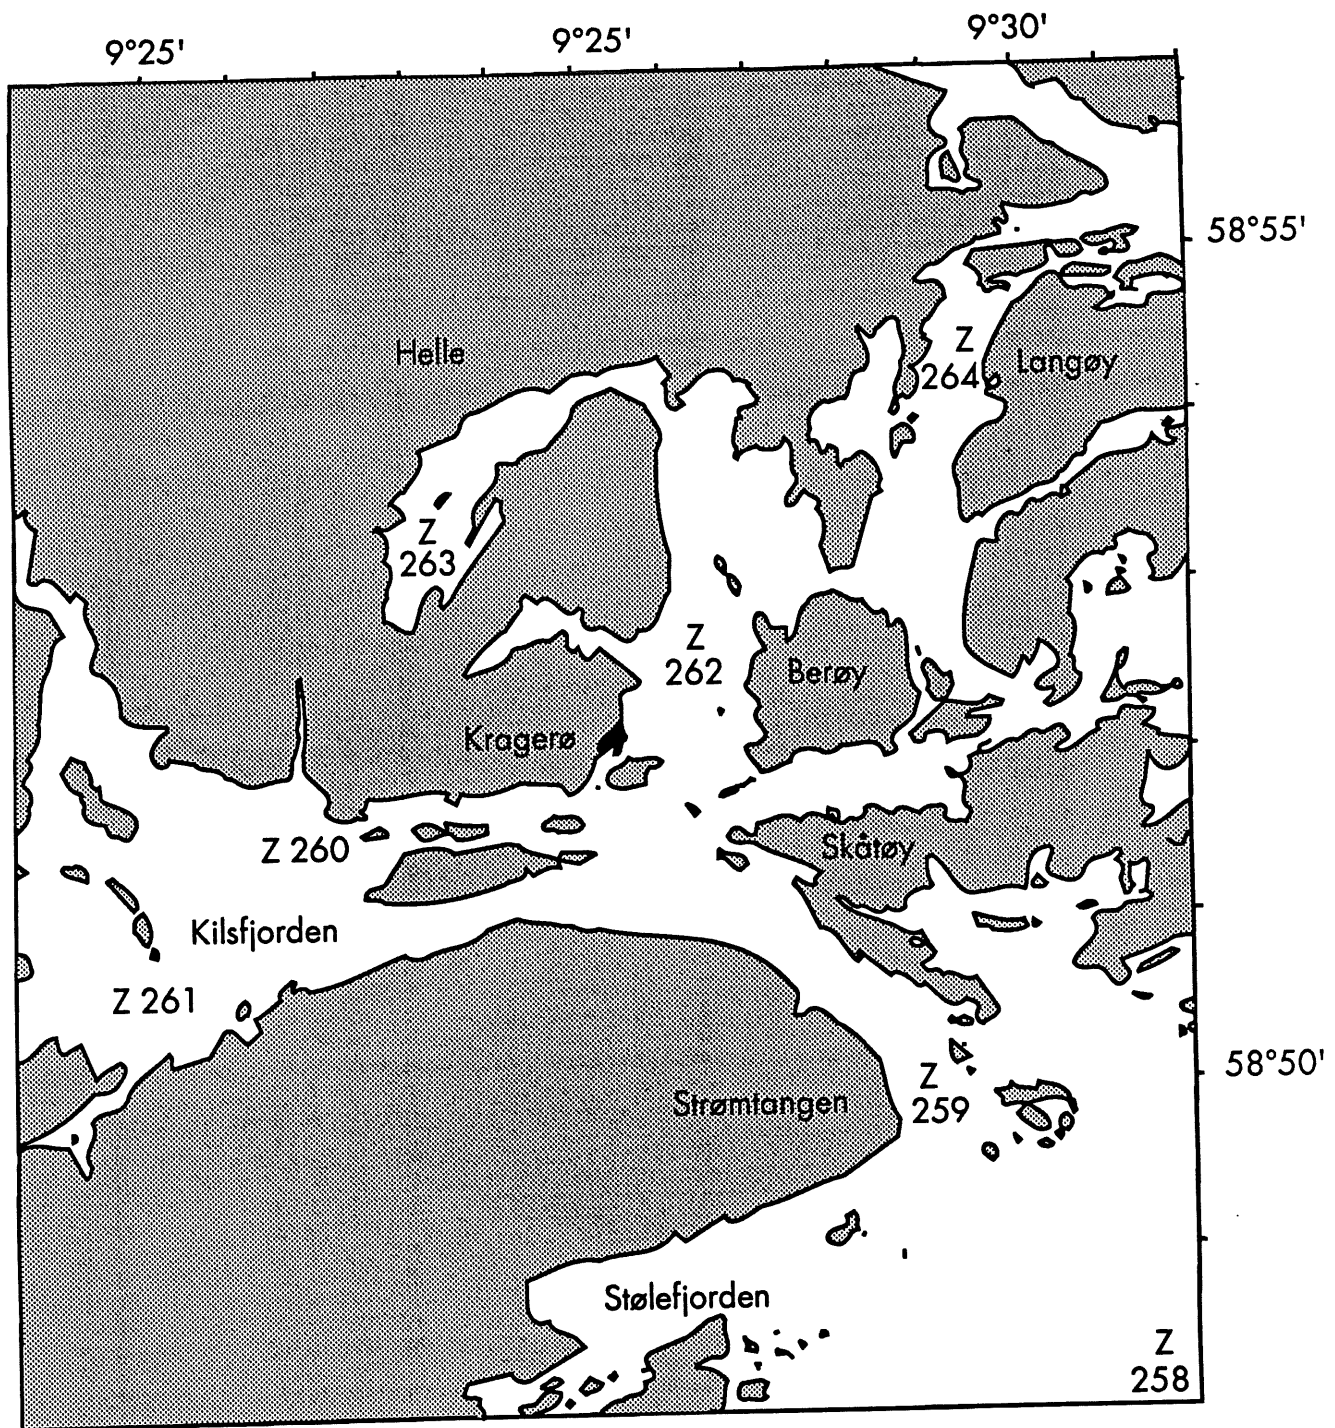 9°25' 9°25' 9°30'
58°55'
Helle
Z
264
Langøy
Z
263
Z
262
Berøy
Kragerø
Z 260
Skåtøy
Kilsfjorden
Z 261
58°50'
Z
259
Strømtangen
Stølefjorden
Z
258